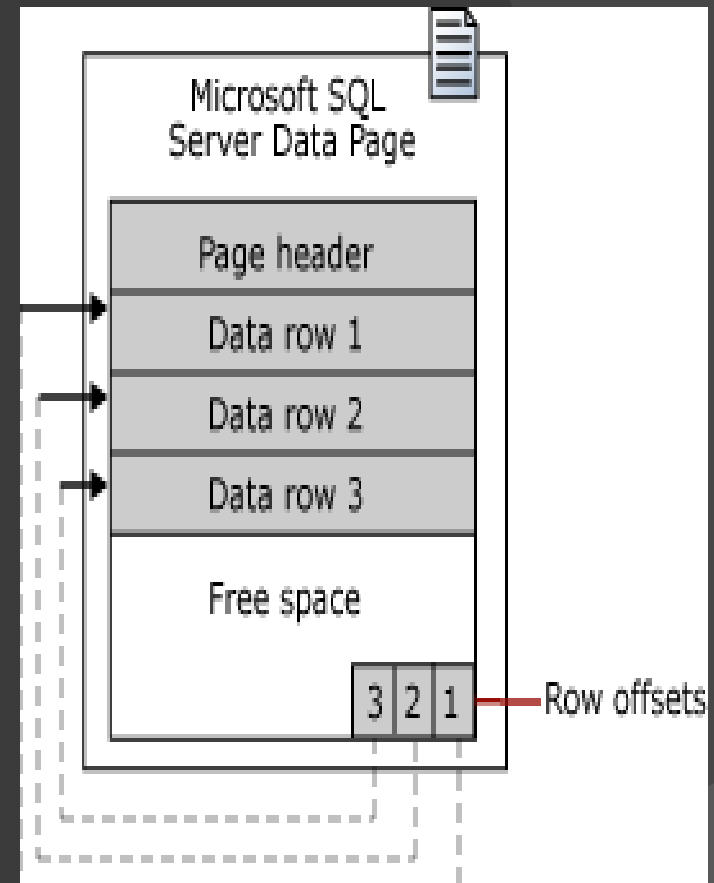 Microsoft SQL
Server Data Page
Page header
Data row 1
Data row 2
Data row 3
Free space
3 2 1
Row offsets